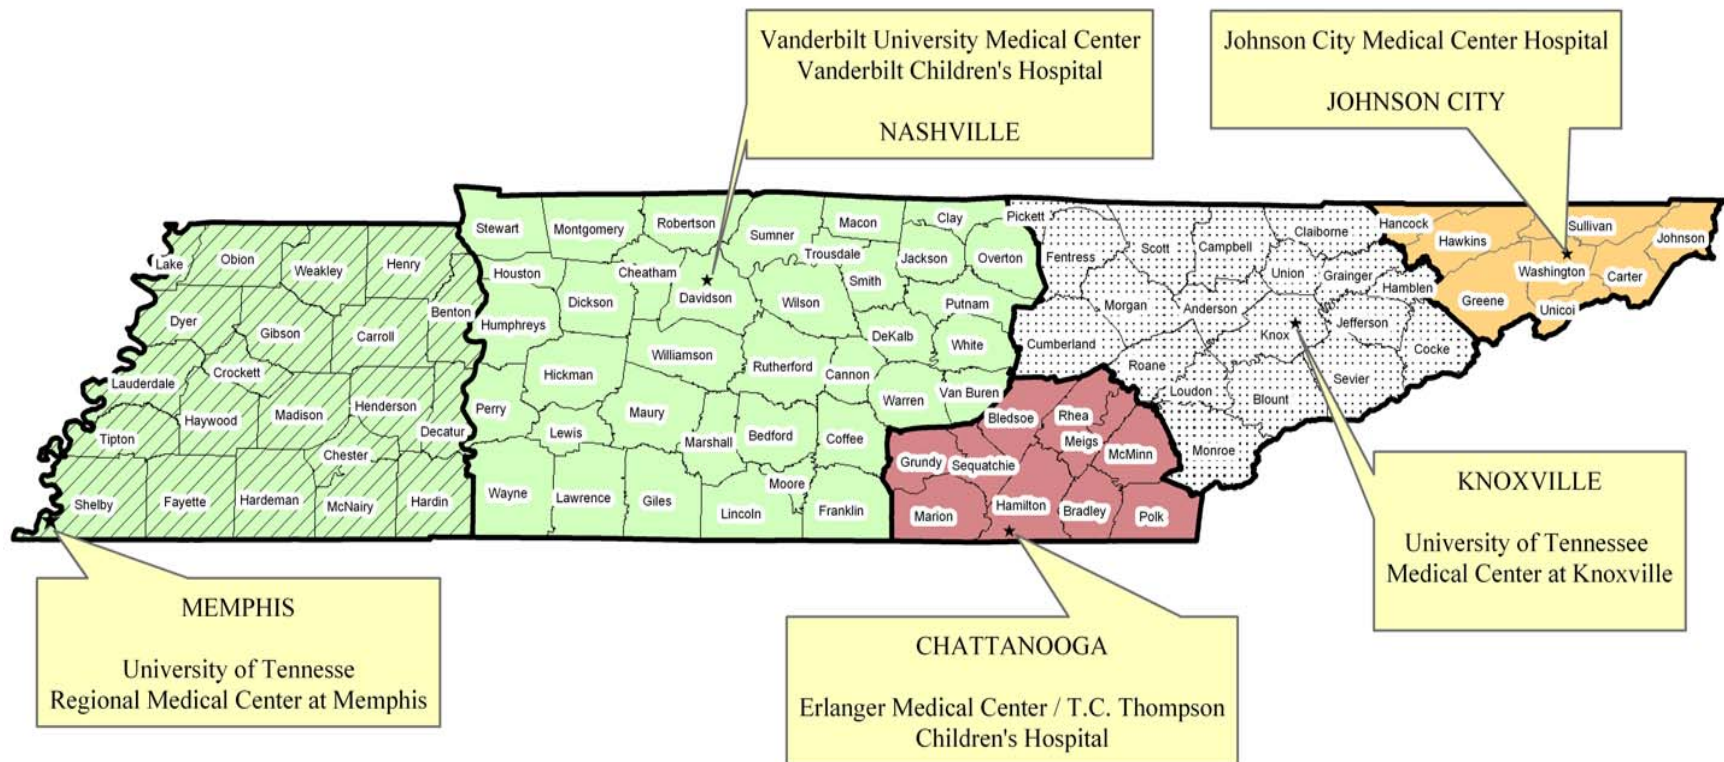 Vanderbilt University Medical Center
Vanderbilt Children's Hospital
NASHVILLE
Johnson City Medical Center Hospital
JOHNSON CITY
Lake
Obion
Weakley
Henry
Dyer
Gibson
Carroll
Benton
Lauderdale
Crockett
Haywood
Madison
Henderson
Decatur
Tipton
Chester
Shelby
Fayette
Hardeman
McNairy
Hardin
Stewart
Montgomery
Robertson
Sumner
Macon
Clay
Trousdale
Jackson
Overton
Houston
Cheatham
Smith
Dickson
Davidson
Wilson
Putnam
Humphreys
DeKalb
White
Williamson
Rutherford
Cannon
Hickman
Warren
Van Buren
Perry
Maury
Lewis
Marshall
Bedford
Coffee
Moore
Wayne
Lawrence
Giles
Lincoln
Franklin
Pickett
Fentress
Scott
Campbell
Claiborne
Union
Grainger
Hamblen
Morgan
Anderson
Jefferson
Knox
Cumberland
Cocke
Roane
Loudon
Sevier
Blount
Monroe
Hancock
Hawkins
Sullivan
Johnson
Washington
Carter
Greene
Unicoi
Bledsoe
Rhea
Meigs
McMinn
Grundy
Sequatchie
Marion
Hamilton
Bradley
Polk
KNOXVILLE
University of Tennessee
Medical Center at Knoxville
MEMPHIS
University of Tennesse
Regional Medical Center at Memphis
CHATTANOOGA
Erlanger Medical Center / T.C. Thompson
Children's Hospital